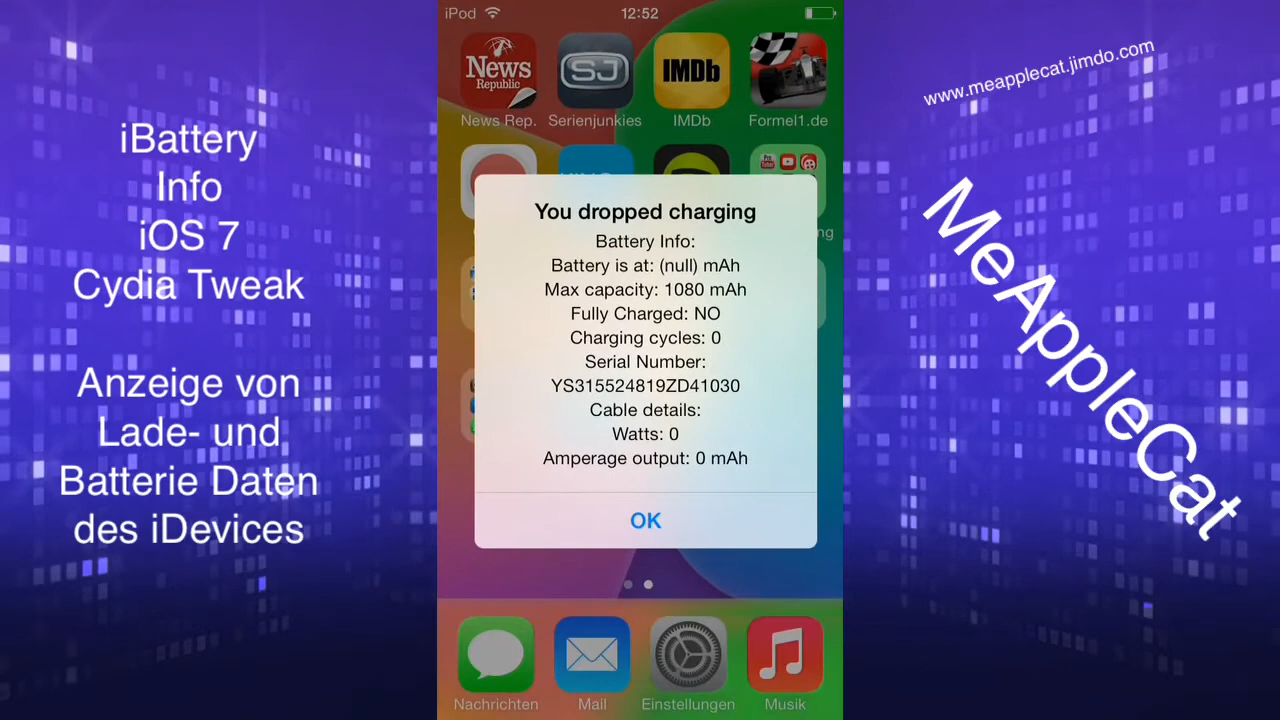 iBattery
Info
iOS 7
Cydia Tweak
Anzeige von
Lade- und
Batterie Daten
des iDevices
iPod
12:52
News
Republic
SJ
IMDb
News Rep.
Serienjunkies
IMDb
Formel1.de
You dropped charging
Battery Info:
Battery is at: (null) mAh
Max capacity: 1080 mAh
Fully Charged: NO
Charging cycles: 0
Serial Number:
YS315524819ZD41030
Cable details:
Watts: 0
Amperage output: 0 mAh
OK
Nachrichten
Mail
Einstellungen
Musik
www.meapplecat.jimdo.com
MeAppleCat